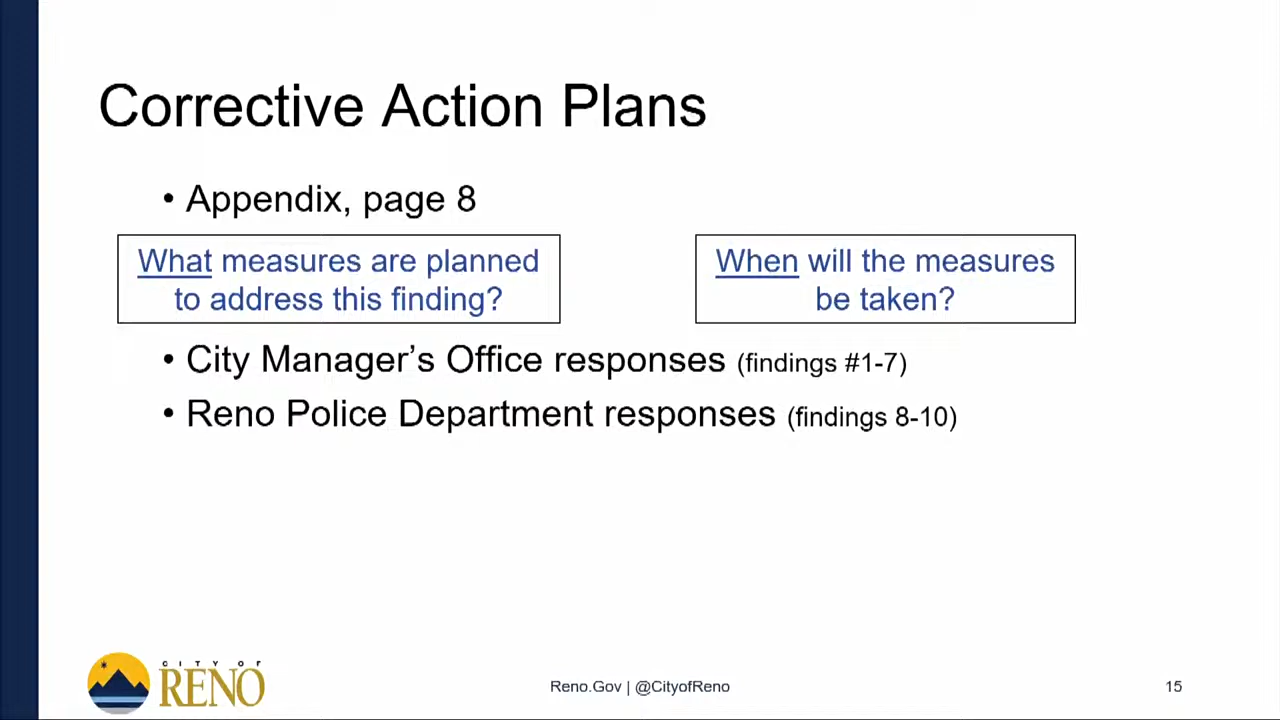 Corrective Action Plans
• Appendix, page 8
What measures are planned
to address this finding?
When will the measures
be taken?
• City Manager’s Office responses (findings #1-7)
• Reno Police Department responses (findings 8-10)
CITY OF
RENO
Reno.Gov | @CityofReno
15